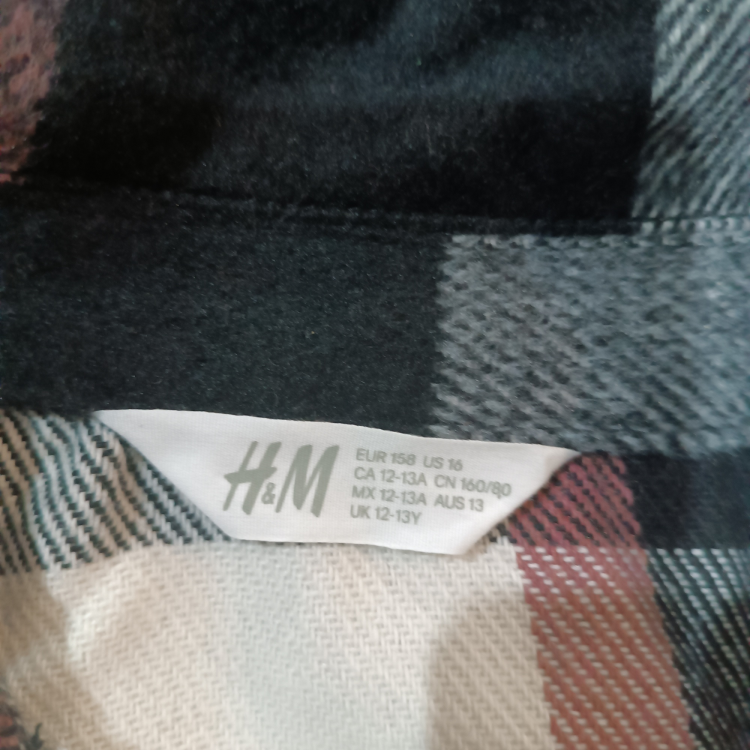 H&M
EUR 158 US 16
CA 12-13A CN 160/80
MX 12-13A AUS 13
UK 12-13Y